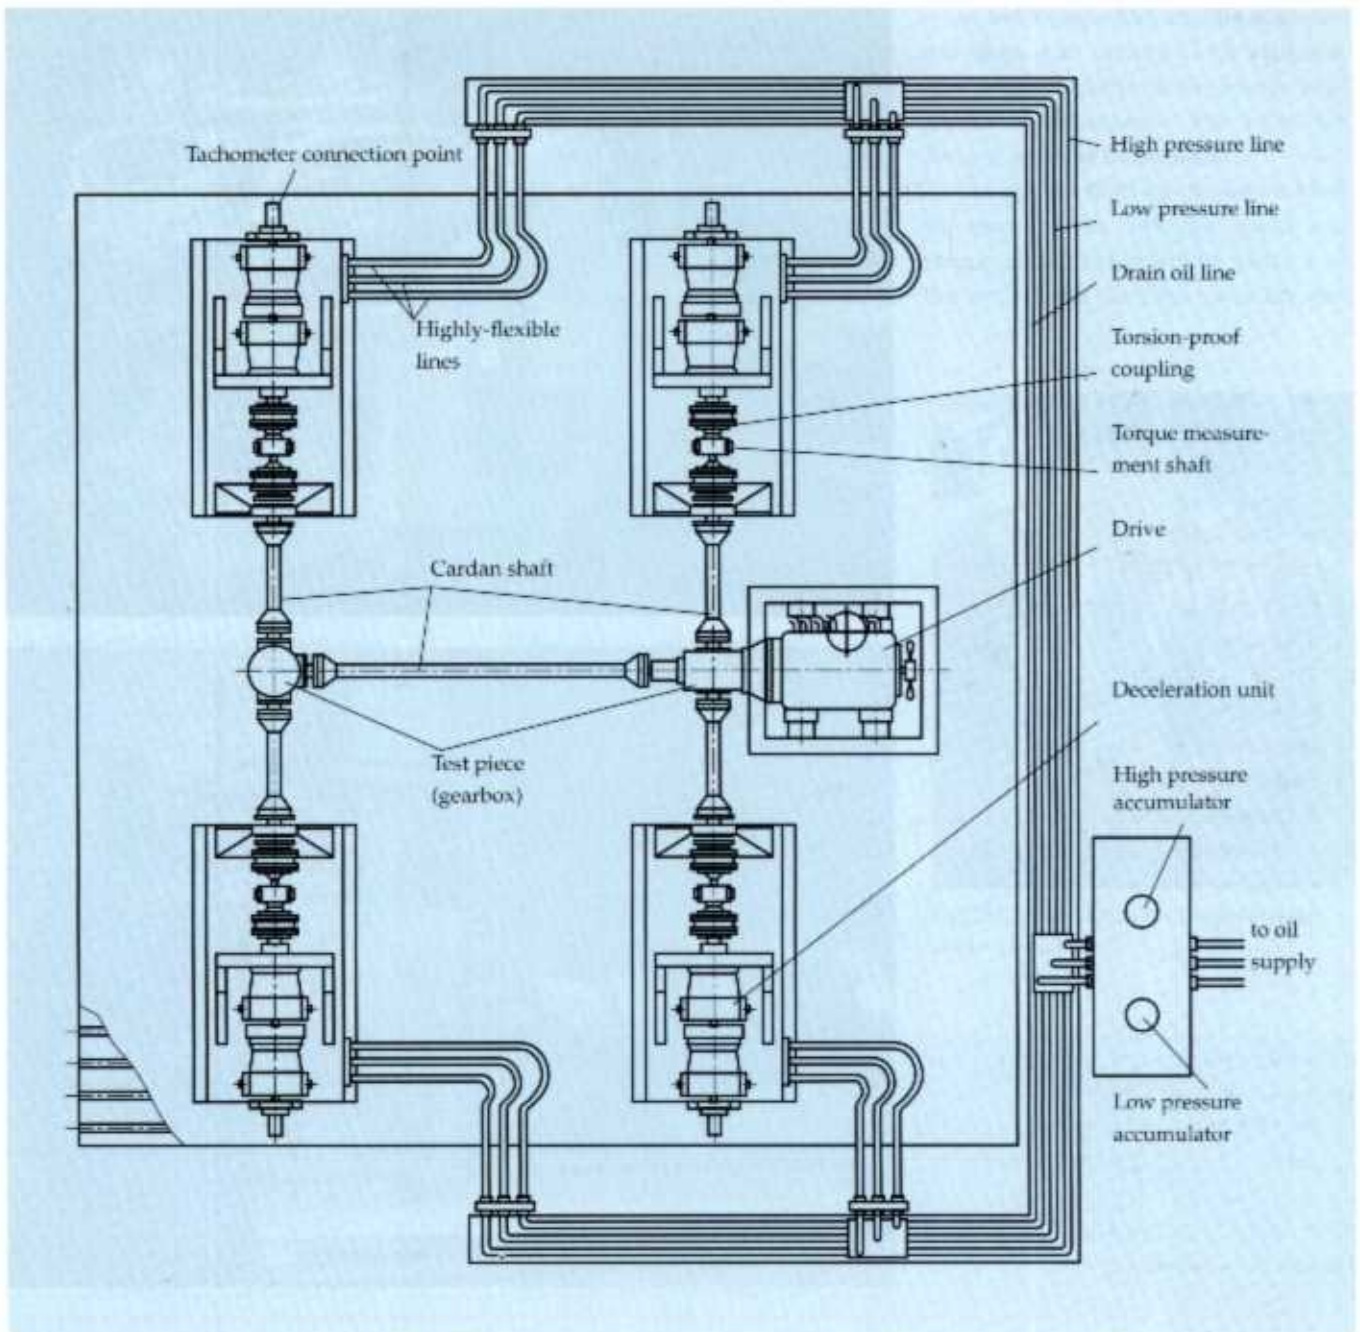 Tachometer connection point
High pressure line
Low pressure line
Drain oil line
Highly-flexible
lines
Torsion-proof
coupling
Torque measure-
ment shaft
Drive
Cardan shaft
Deceleration unit
Test piece
(gearbox)
High pressure
accumulator
to oil
supply
Low pressure
accumulator